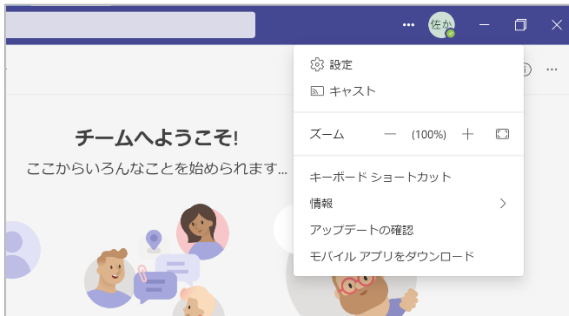 佐か
設定
キャスト
ズーム (100%)
チームへようこそ!
ここからいろんなことを始められます...
キーボード ショートカット
情報
アップデートの確認
モバイル アプリをダウンロード